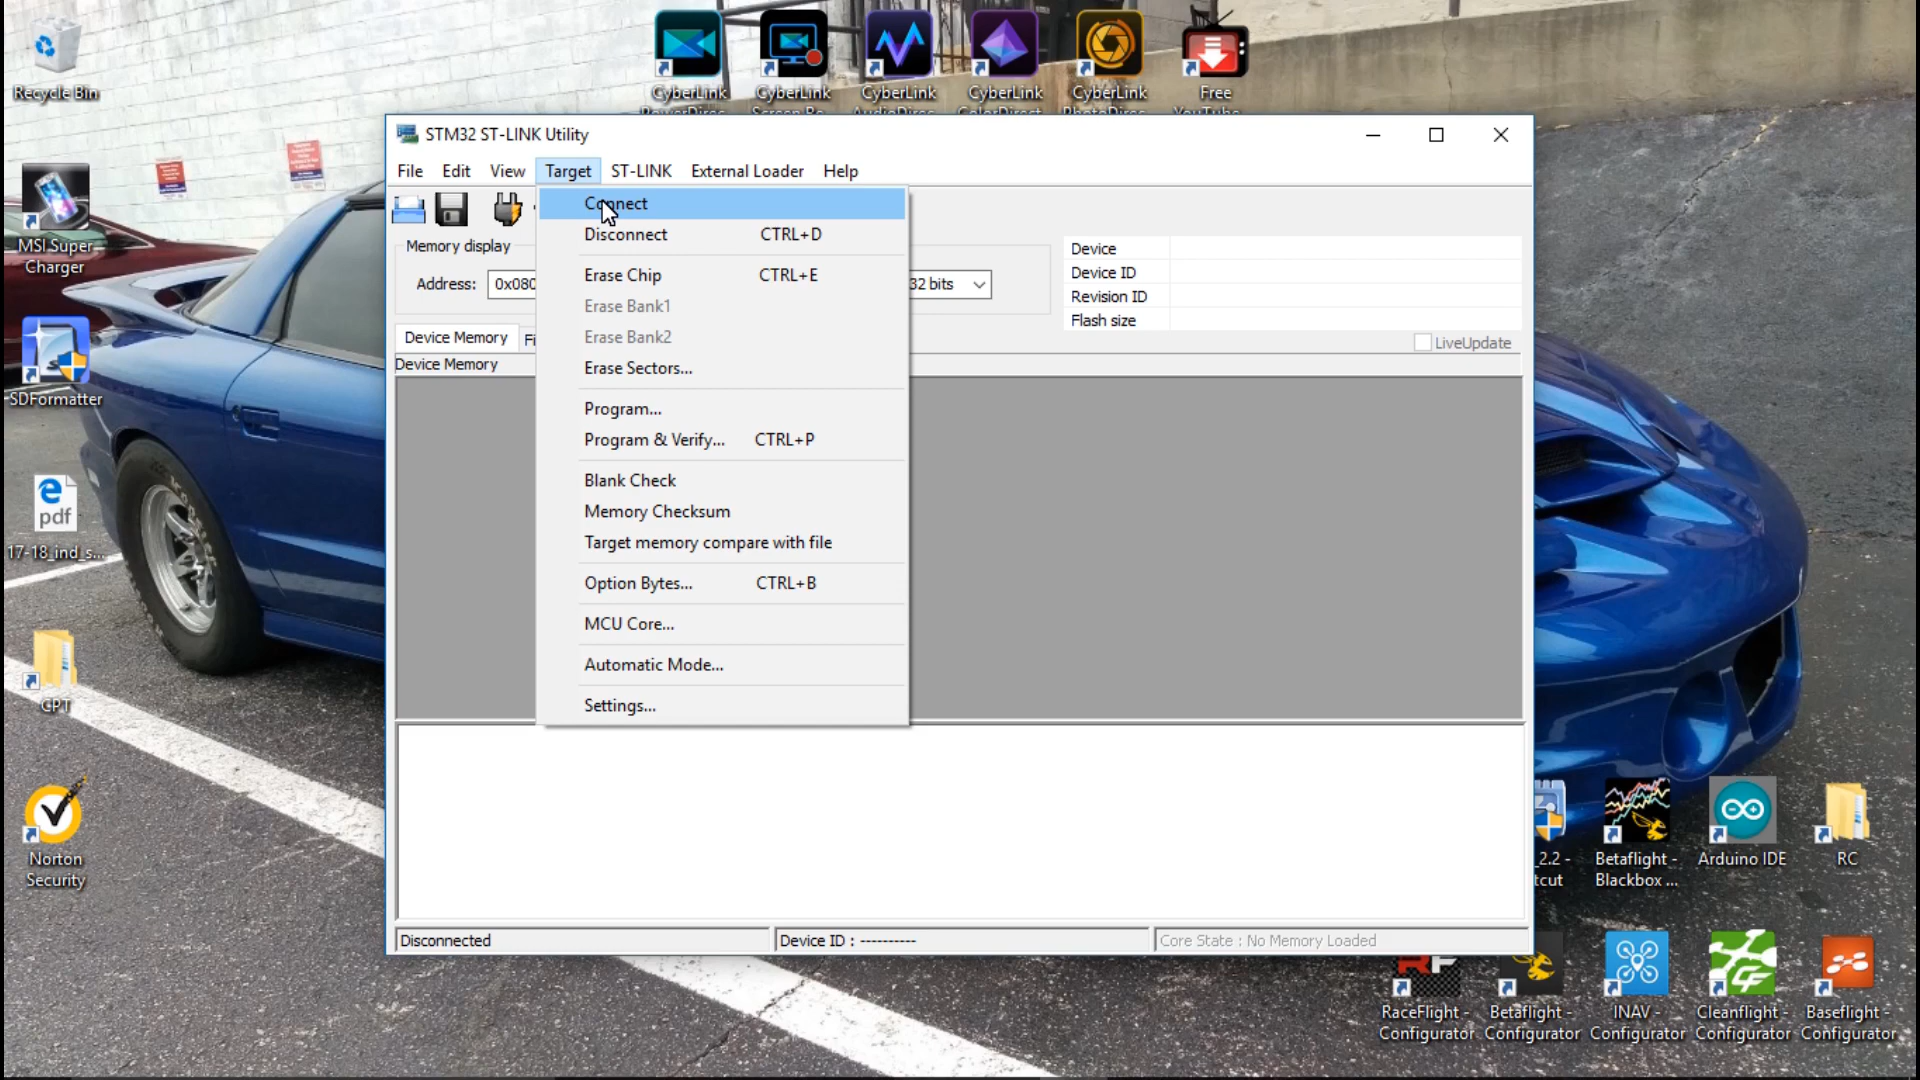 Recycle Bin
MSI Super
Charger
SDFormatter
pdf
17-18_ind_s...
CPT
Norton
Security
CyberLink
CyberLink
CyberLink
CyberLink
CyberLink
Free
STM32 ST-LINK Utility
File Edit View Target ST-LINK External Loader Help
Connect
Disconnect CTRL+D
Erase Chip CTRL+E
Erase Bank1
Erase Bank2
Erase Sectors...
Program...
Program & Verify... CTRL+P
Blank Check
Memory Checksum
Target memory compare with file
Option Bytes... CTRL+B
MCU Core...
Automatic Mode...
Settings...
Memory display
Address: 0x080
32 bits
Device
Device ID
Revision ID
Flash size
LiveUpdate
Device Memory
Device Memory
Disconnected
Device ID : ----------
Core State : No Memory Loaded
2.2 -
tcut
Betaflight -
Blackbox ...
Arduino IDE
RC
RaceFlight -
Configurator
Betaflight -
Configurator
INAV -
Configurator
Cleanflight -
Configurator
Baseflight -
Configurator